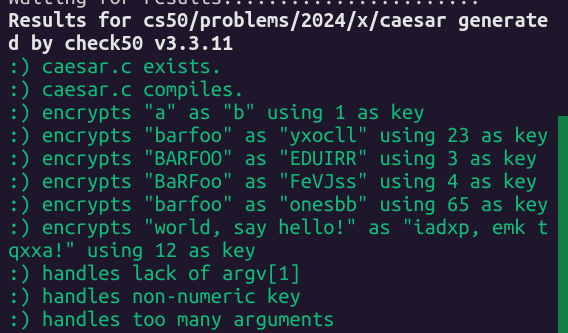 Waiting for results.......................
Results for cs50/problems/2024/x/caesar generate
d by check50 v3.3.11
:) caesar.c exists.
:) caesar.c compiles.
:) encrypts "a" as "b" using 1 as key
:) encrypts "barfoo" as "yxocll" using 23 as key
:) encrypts "BARFOO" as "EDUIRR" using 3 as key
:) encrypts "BaRFoo" as "FeVJss" using 4 as key
:) encrypts "barfoo" as "onesbb" using 65 as key
:) encrypts "world, say hello!" as "iadxp, emk t
qxxa!" using 12 as key
:) handles lack of argv[1]
:) handles non-numeric key
:) handles too many arguments